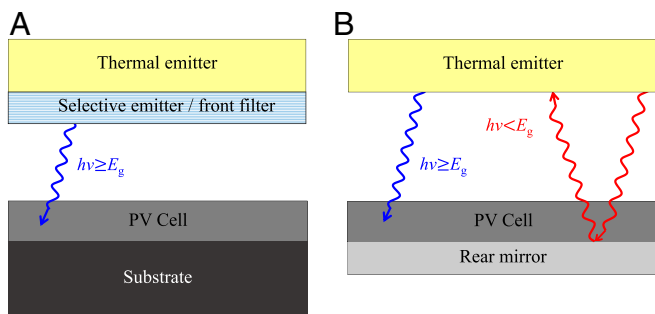 A
Thermal emitter
Selective emitter / front filter
hν≥Eg
PV Cell
Substrate
B
Thermal emitter
hν≥Eg
hν<Eg
PV Cell
Rear mirror